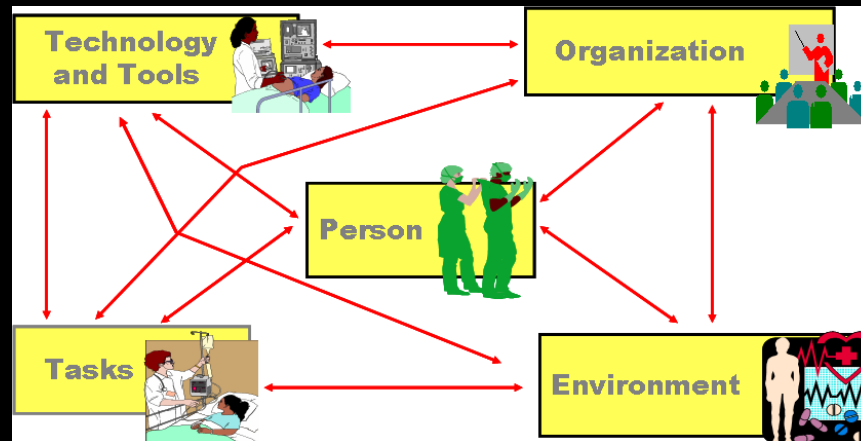 Technology
and Tools
Organization
Person
Tasks
Environment